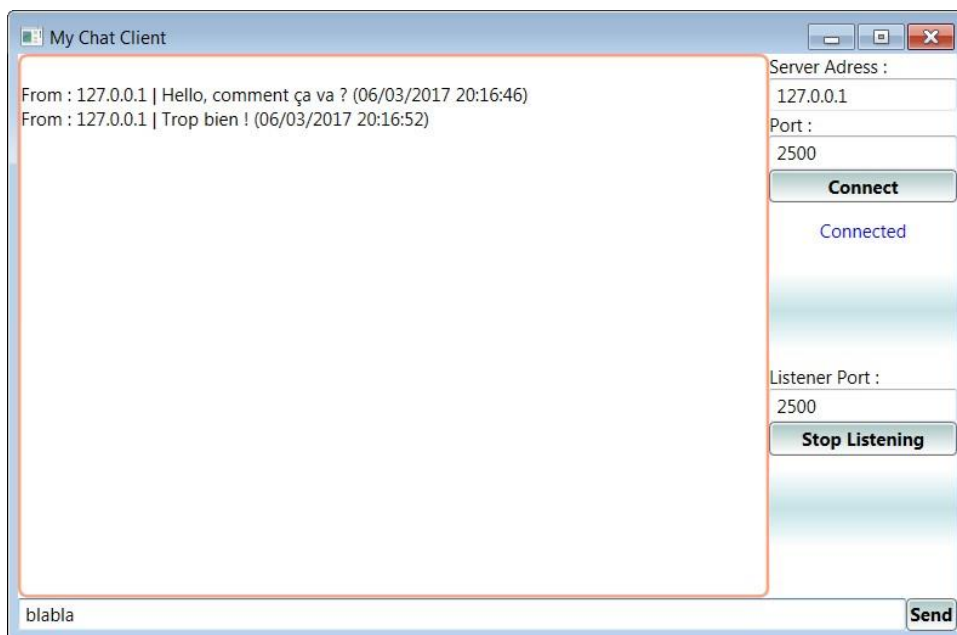 My Chat Client
From : 127.0.0.1 | Hello, comment ça va ? (06/03/2017 20:16:46)
From : 127.0.0.1 | Trop bien ! (06/03/2017 20:16:52)
Server Adress :
127.0.0.1
Port :
2500
Connect
Connected
Listener Port :
2500
Stop Listening
blabla
Send